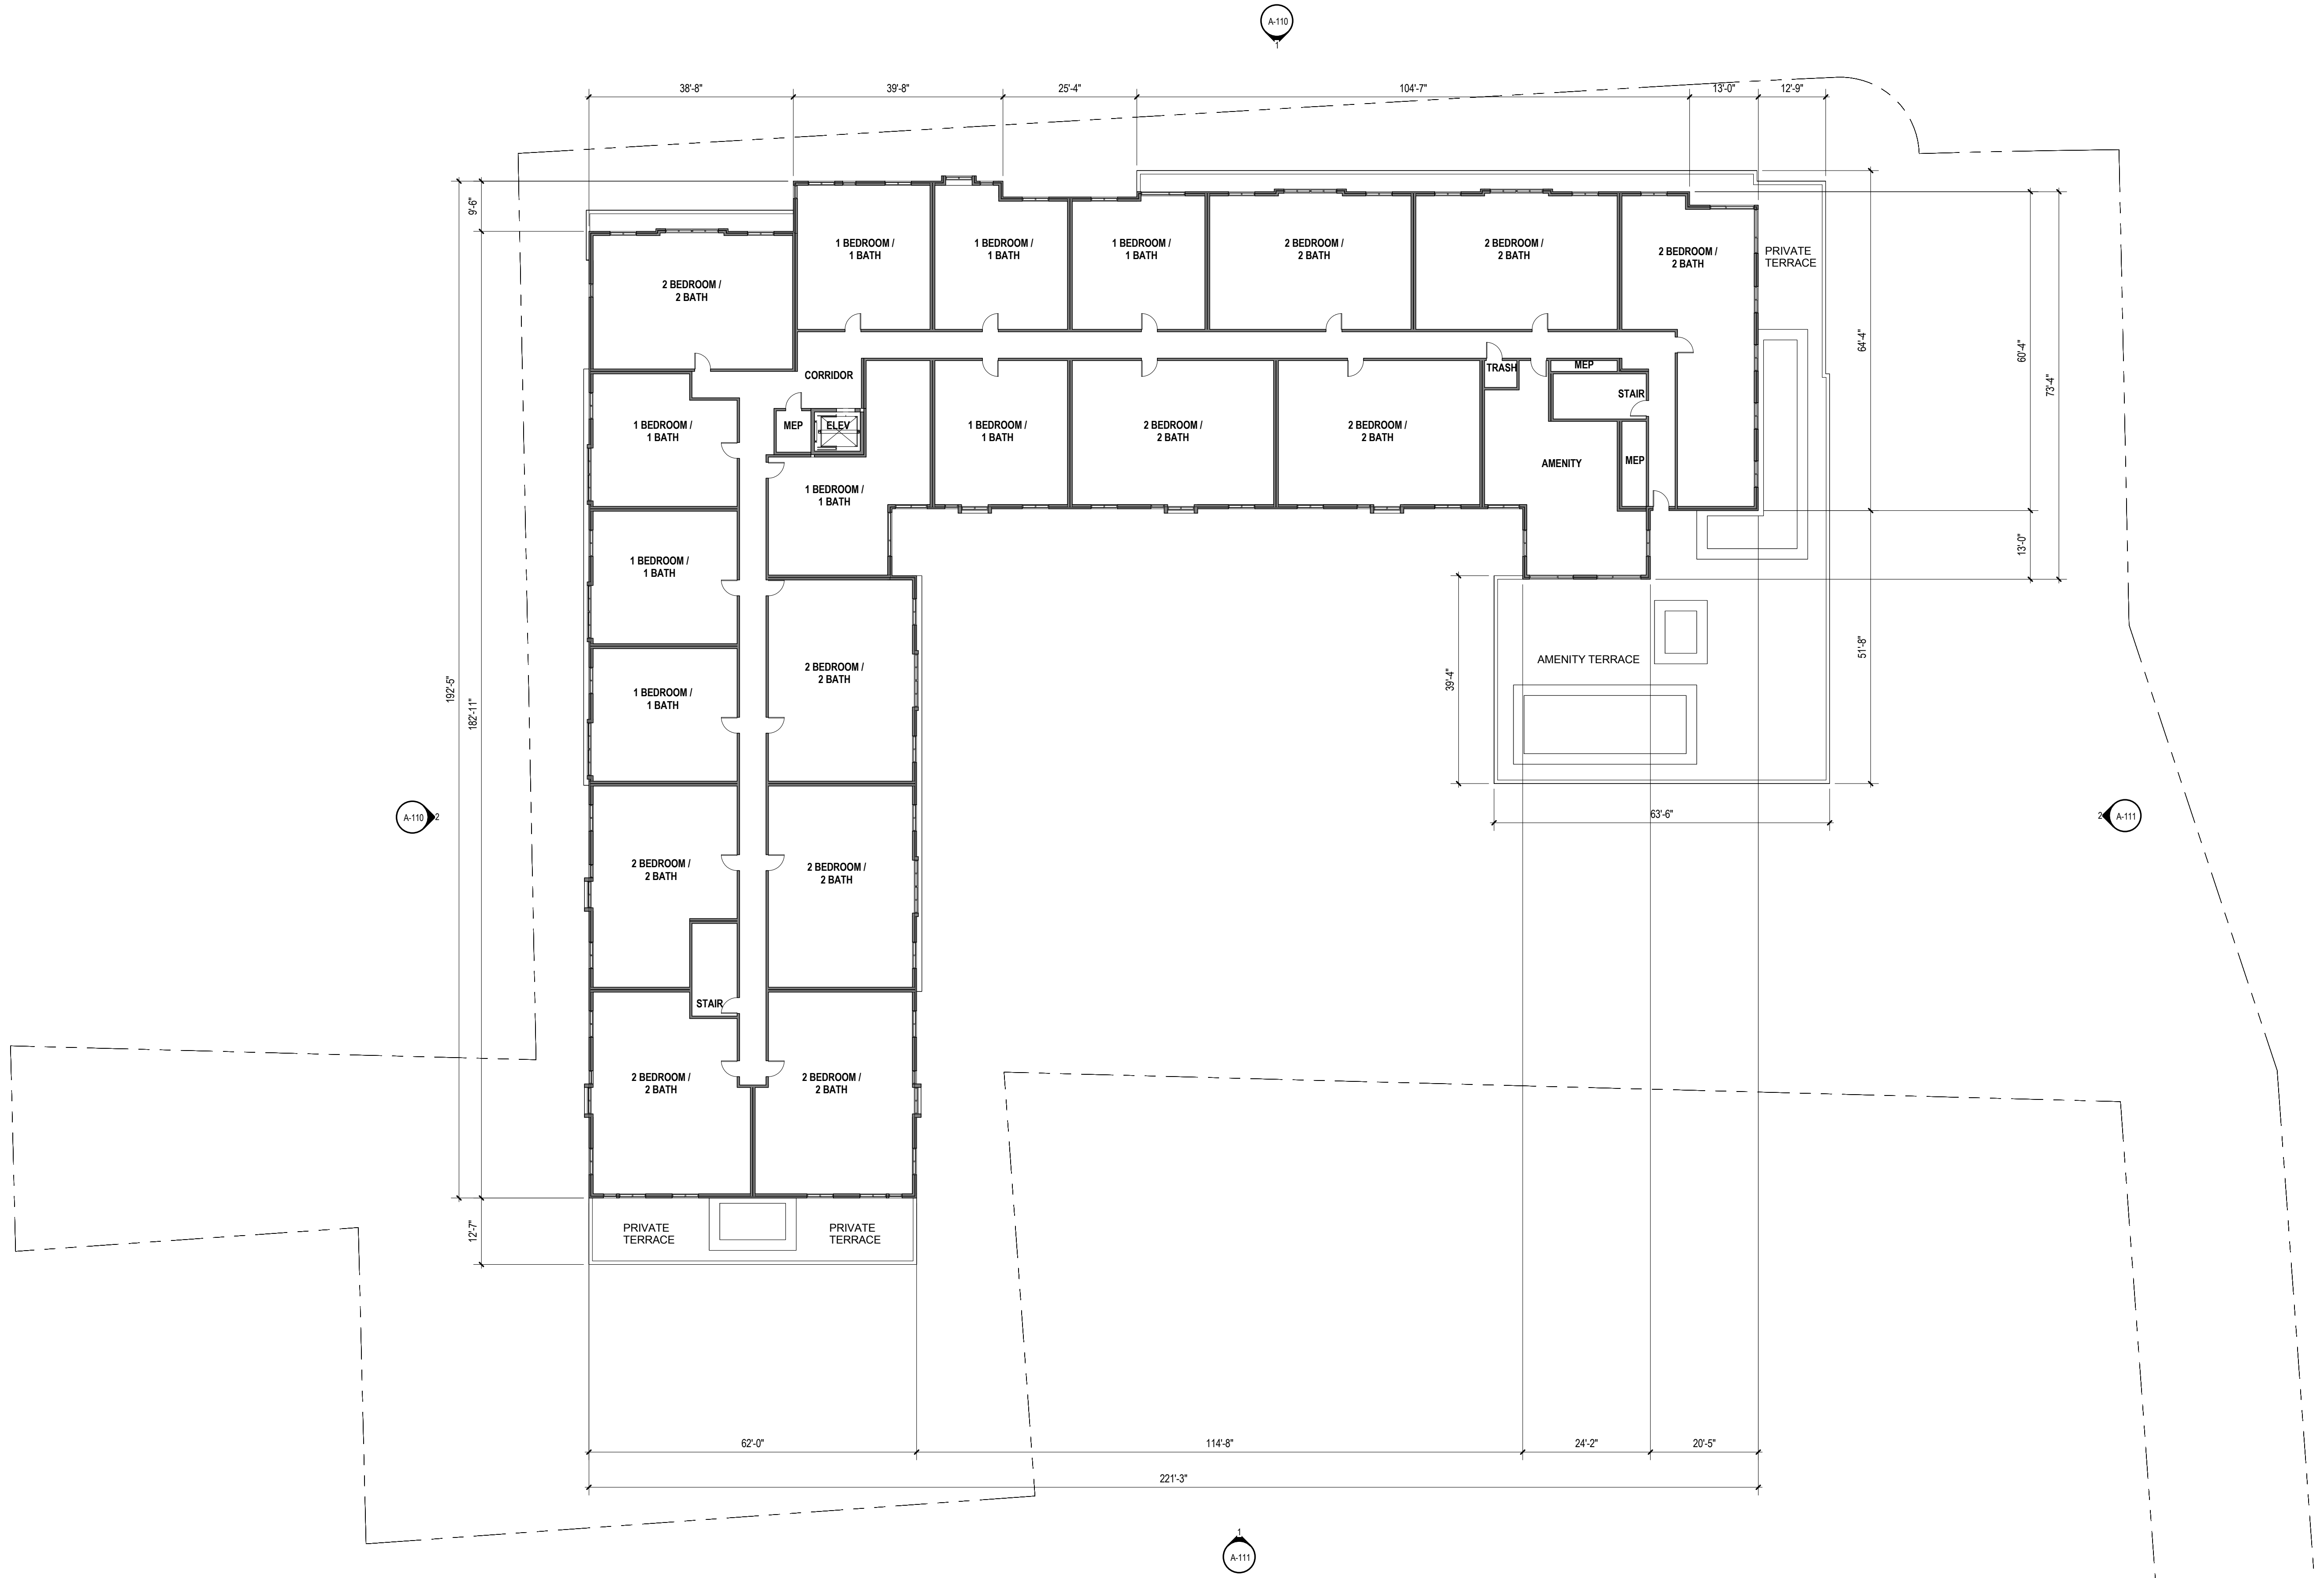 A-110
1
38'-8"
39'-8"
25'-4"
104'-7"
13'-0"
12'-9"
9'-6"
192'-5"
182'-11"
12'-7"
1 BEDROOM /
1 BATH
1 BEDROOM /
1 BATH
1 BEDROOM /
1 BATH
2 BEDROOM /
2 BATH
2 BEDROOM /
2 BATH
2 BEDROOM /
2 BATH
PRIVATE
TERRACE
2 BEDROOM /
2 BATH
64'-4"
60'-4"
73'-4"
CORRIDOR
TRASH
MEP
STAIR
1 BEDROOM /
1 BATH
MEP
ELEV
1 BEDROOM /
1 BATH
2 BEDROOM /
2 BATH
2 BEDROOM /
2 BATH
AMENITY
MEP
1 BEDROOM /
1 BATH
13'-0"
1 BEDROOM /
1 BATH
2 BEDROOM /
2 BATH
AMENITY TERRACE
39'-4"
51'-8"
1 BEDROOM /
1 BATH
63'-6"
A-110
2
2
A-111
2 BEDROOM /
2 BATH
2 BEDROOM /
2 BATH
STAIR
2 BEDROOM /
2 BATH
2 BEDROOM /
2 BATH
PRIVATE
TERRACE
PRIVATE
TERRACE
62'-0"
114'-8"
24'-2"
20'-5"
221'-3"
1
A-111